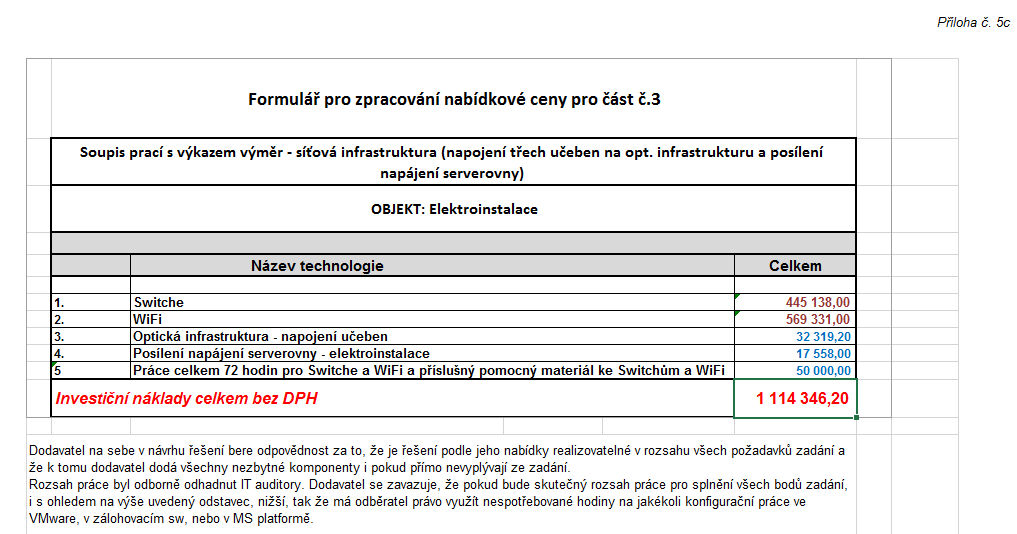 Příloha č. 5c
Formulář pro zpracování nabídkové ceny pro část č.3
Soupis prací s výkazem výměr - síťová infrastruktura (napojení třech učeben na opt. infrastrukturu a posílení
napájení serverovny)
OBJEKT: Elektroinstalace
Název technologie Celkem
1. Switche 445 138,00
2. WiFi 569 331,00
3. Optická infrastruktura - napojení učeben 32 319,20
4. Posílení napájení serverovny - elektroinstalace 17 558,00
5 Práce celkem 72 hodin pro Switche a WiFi a příslušný pomocný materiál ke Switchům a WiFi 50 000,00
Investiční náklady celkem bez DPH 1 114 346,20
Dodavatel na sebe v návrhu řešení bere odpovědnost za to, že je řešení podle jeho nabídky realizovatelné v rozsahu všech požadavků zadání a
že k tomu dodavatel dodá všechny nezbytné komponenty i pokud přímo nevyplývají ze zadání.
Rozsah práce byl odborně odhadnut IT auditory. Dodavatel se zavazuje, že pokud bude skutečný rozsah práce pro splnění všech bodů zadání,
i s ohledem na výše uvedený odstavec, nižší, tak že má odběratel právo využít nespotřebované hodiny na jakékoli konfigurační práce ve
VMware, v zálohovacím sw, nebo v MS platformě.